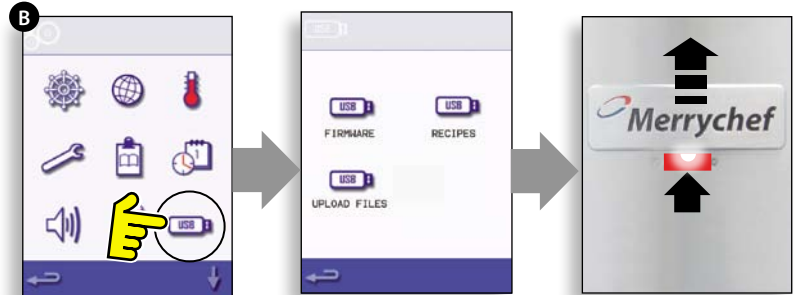 B
USB
USB
USB
FIRMWARE
RECIPES
USB
UPLOAD FILES
Merrychef